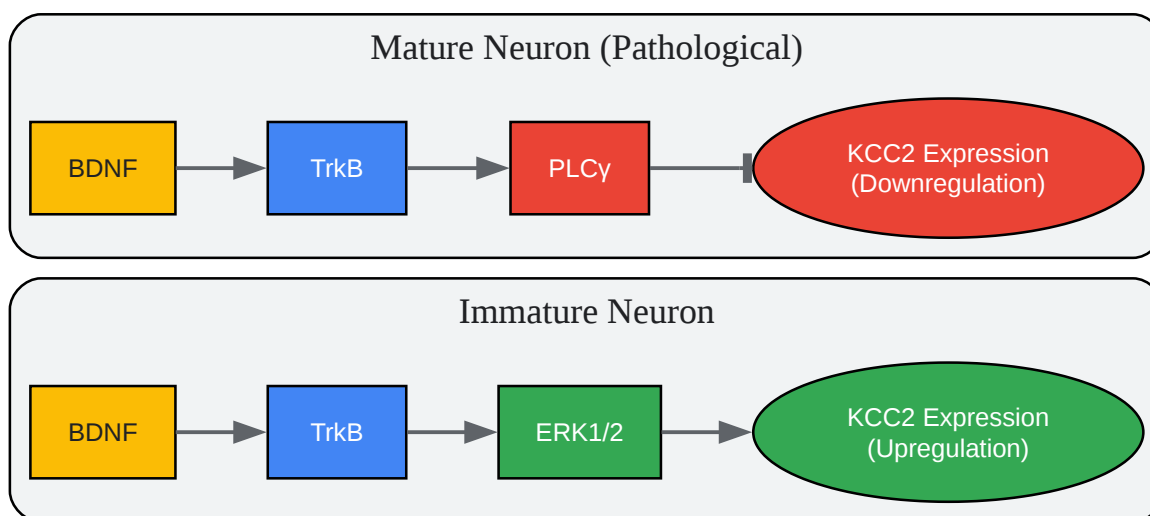 Mature Neuron (Pathological)
BDNF
TrkB
PLCγ
KCC2 Expression
(Downregulation)
Immature Neuron
BDNF
TrkB
ERK1/2
KCC2 Expression
(Upregulation)